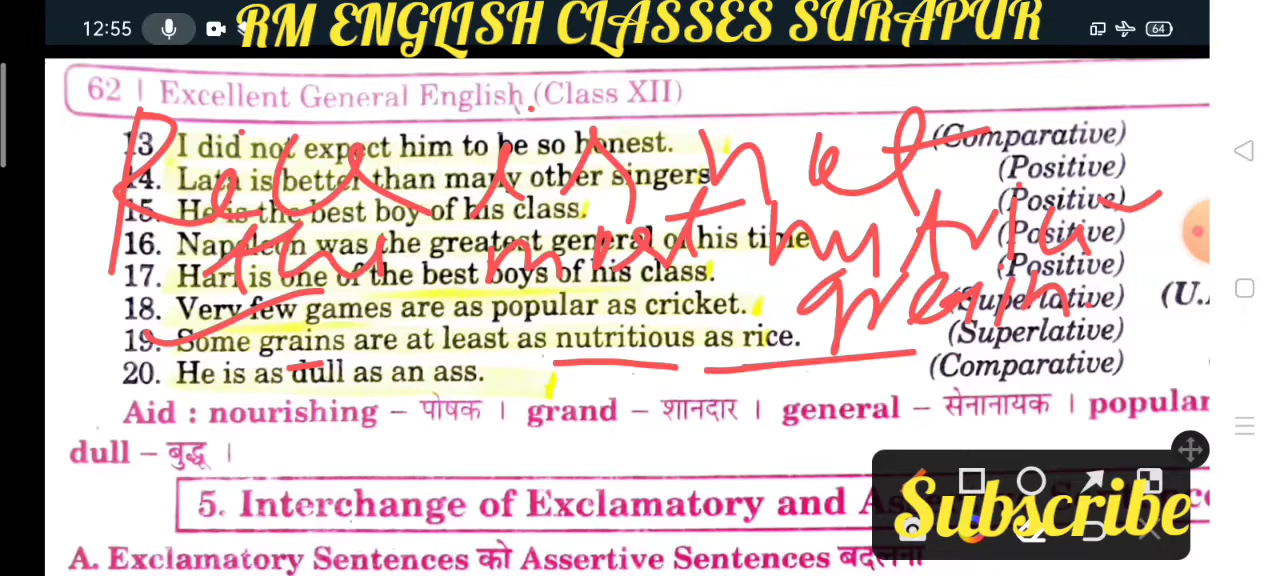 12:55
RM ENGLISH CLASSES SURAPUR
64
62 | Excellent General English (Class XII)
13 I did not expect him to be so honest. (Comparative)
14. Lata is better than many other singers (Positive)
15. He is the best boy of his class. (Positive)
16. Napoleon was the greatest general of his time (Positive)
17. Hari is one of the best boys of his class. (Positive)
18. Very few games are as popular as cricket. (Superlative) (U.
19. Some grains are at least as nutritious as rice. (Superlative)
20. He is as dull as an ass. (Comparative)
is not
the most
grain
Aid : nourishing – पोषक । grand – शानदार । general – सेनानायक । popular
dull – बुद्धू ।
5. Interchange of Exclamatory and
Subscribe
A. Exclamatory Sentences को Assertive Sentences बदलना